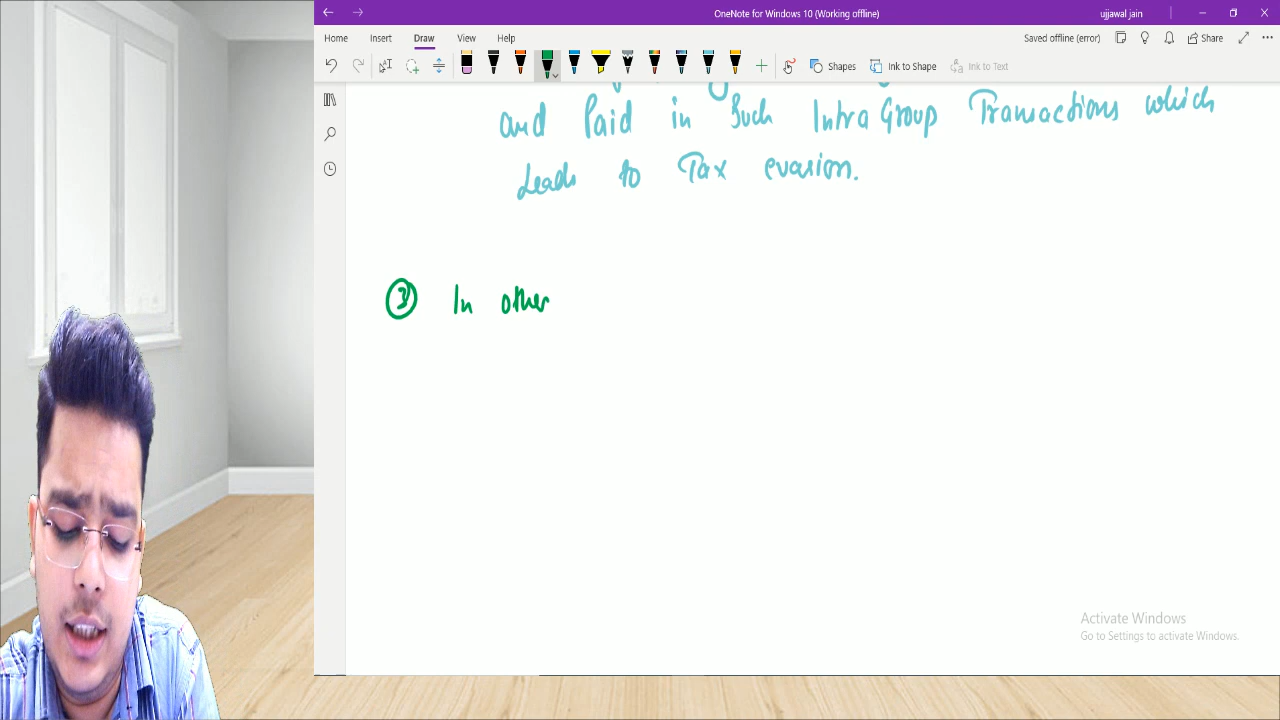 OneNote for Windows 10 (Working offline)
ujjawal jain
Home Insert Draw View Help
Saved offline (error)
Share
Shapes
Ink to Shape
Ink to Text
and Paid in Such Intra Group Transactions which
Leads to Tax evasion.
③ In other
Activate Windows
Go to Settings to activate Windows.